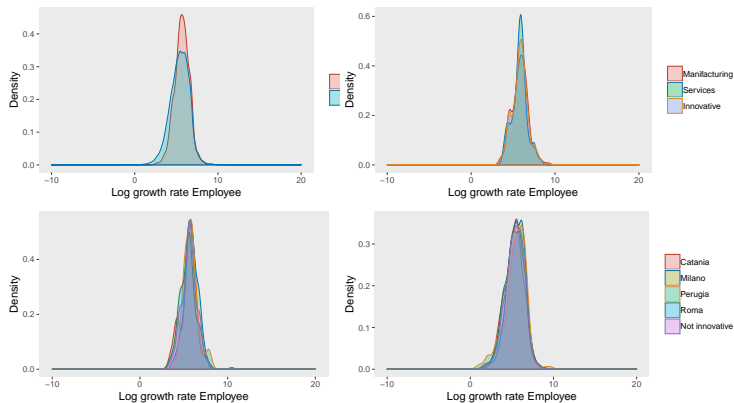 0.4
0.3
0.2
0.1
0.0
Density
−10 0 10 20
Log growth rate Employee
0.6
0.4
0.2
0.0
Density
−10 0 10 20
Log growth rate Employee
Manifacturing
Services
Innovative
0.4
0.2
0.0
Density
−10 0 10 20
Log growth rate Employee
0.3
0.2
0.1
0.0
Density
−10 0 10 20
Log growth rate Employee
Catania
Milano
Perugia
Roma
Not innovative